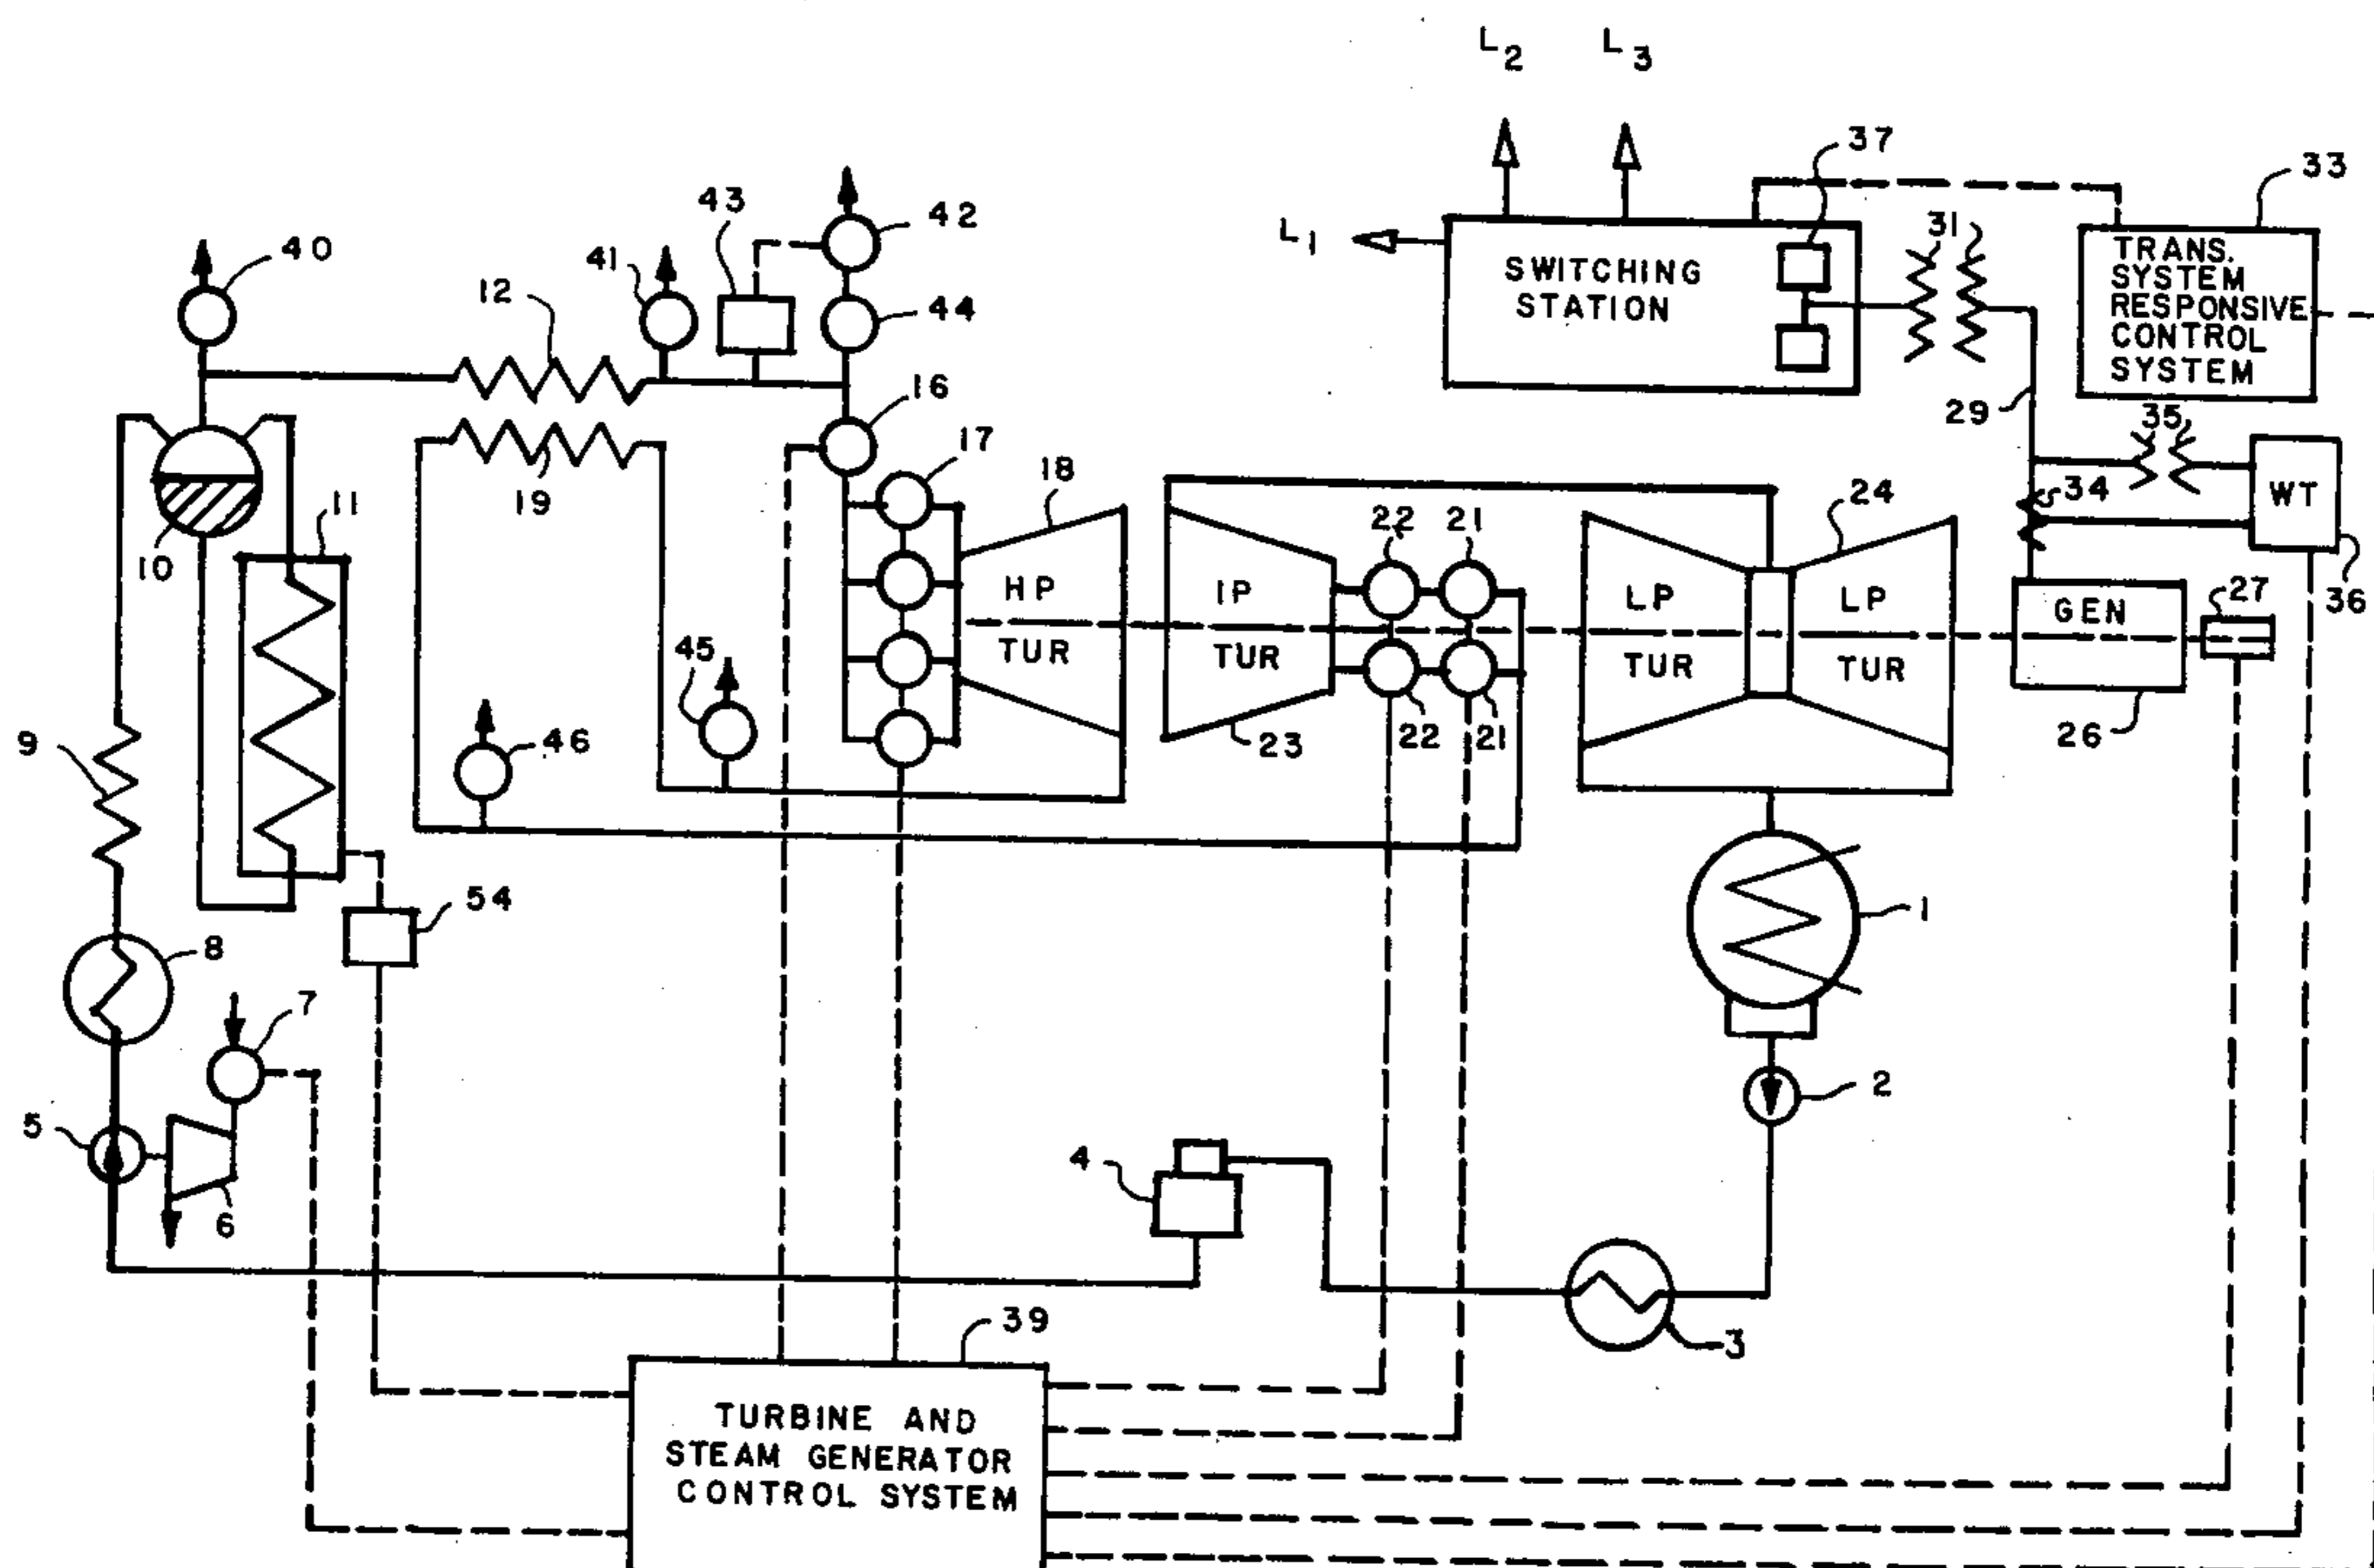 L2
L3
37
33
43
42
L1
31
40
41
SWITCHING
STATION
TRANS.
SYSTEM
RESPONSIVE
CONTROL
SYSTEM
12
44
16
29
35
17
19
11
18
22
21
24
34
WT
10
HP
TUR
IP
TUR
LP
TUR
LP
TUR
GEN
27
36
45
9
46
23
22
21
26
54
1
8
7
2
5
4
6
39
3
TURBINE AND
STEAM GENERATOR
CONTROL SYSTEM